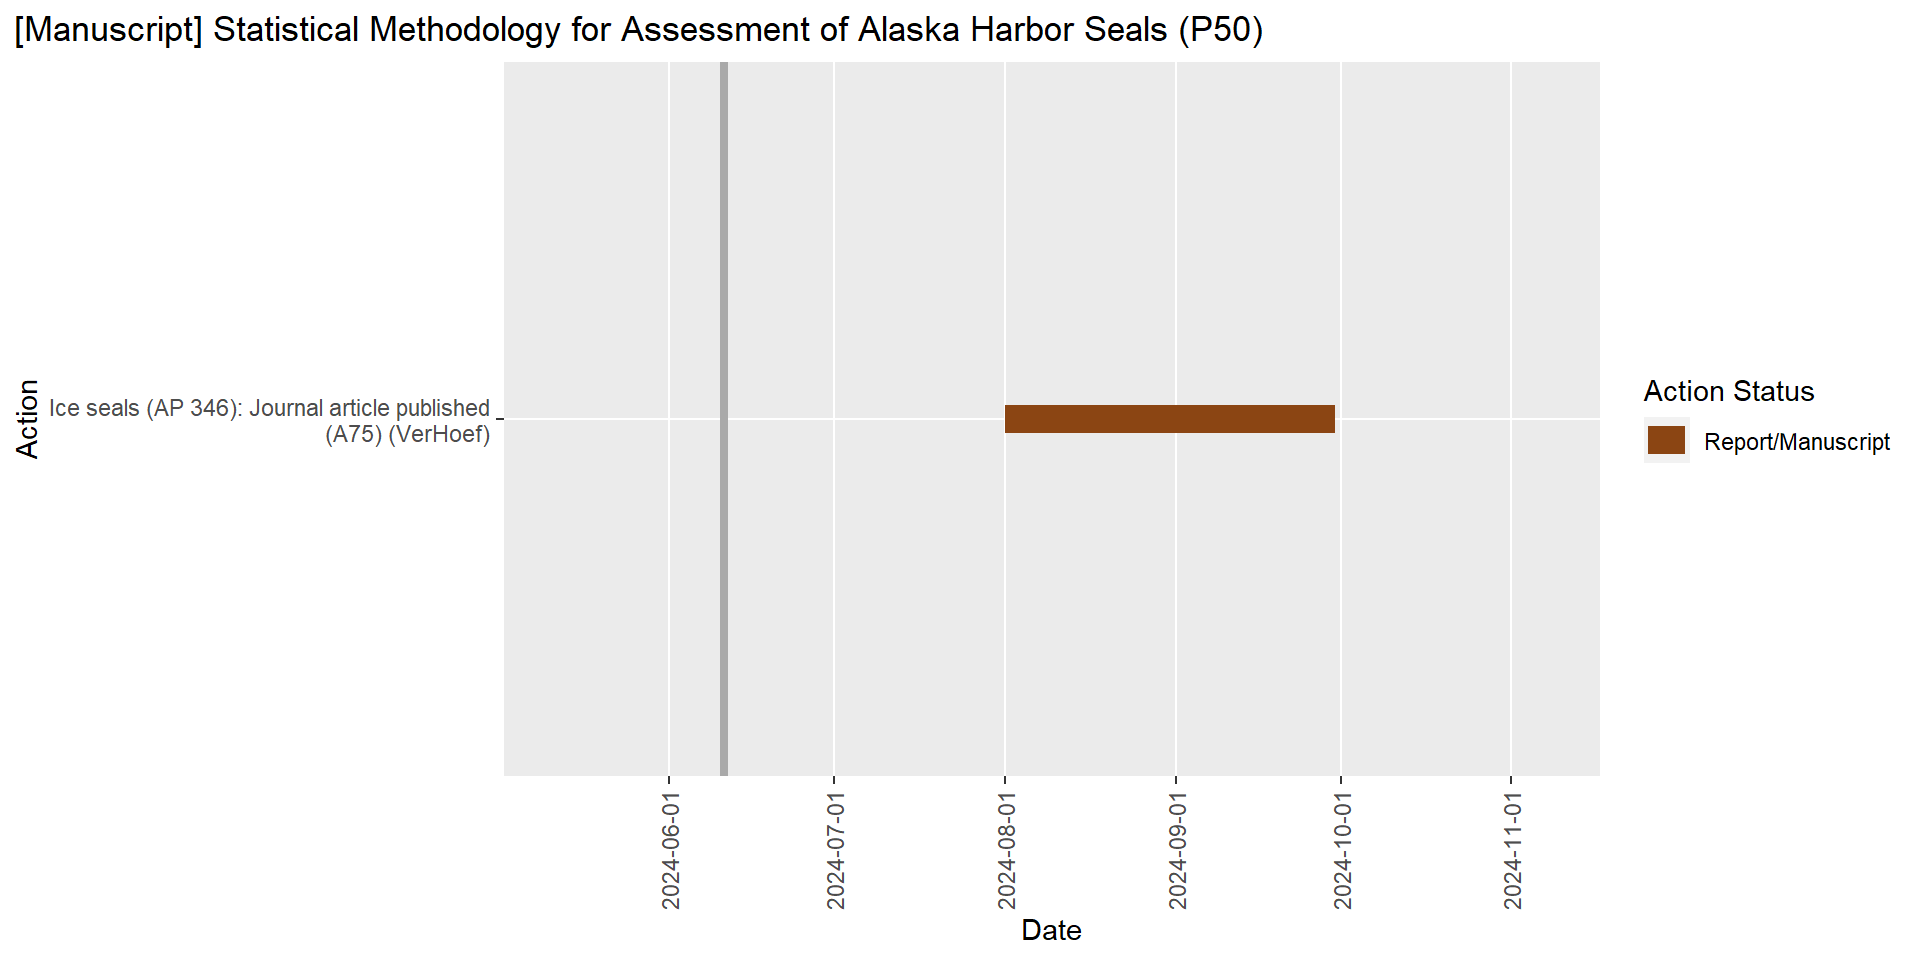 [Manuscript] Statistical Methodology for Assessment of Alaska Harbor Seals (P50)
Action
Ice seals (AP 346): Journal article published
(A75) (VerHoef)
Action Status
Report/Manuscript
2024-06-01
2024-07-01
2024-08-01
2024-09-01
2024-10-01
2024-11-01
Date